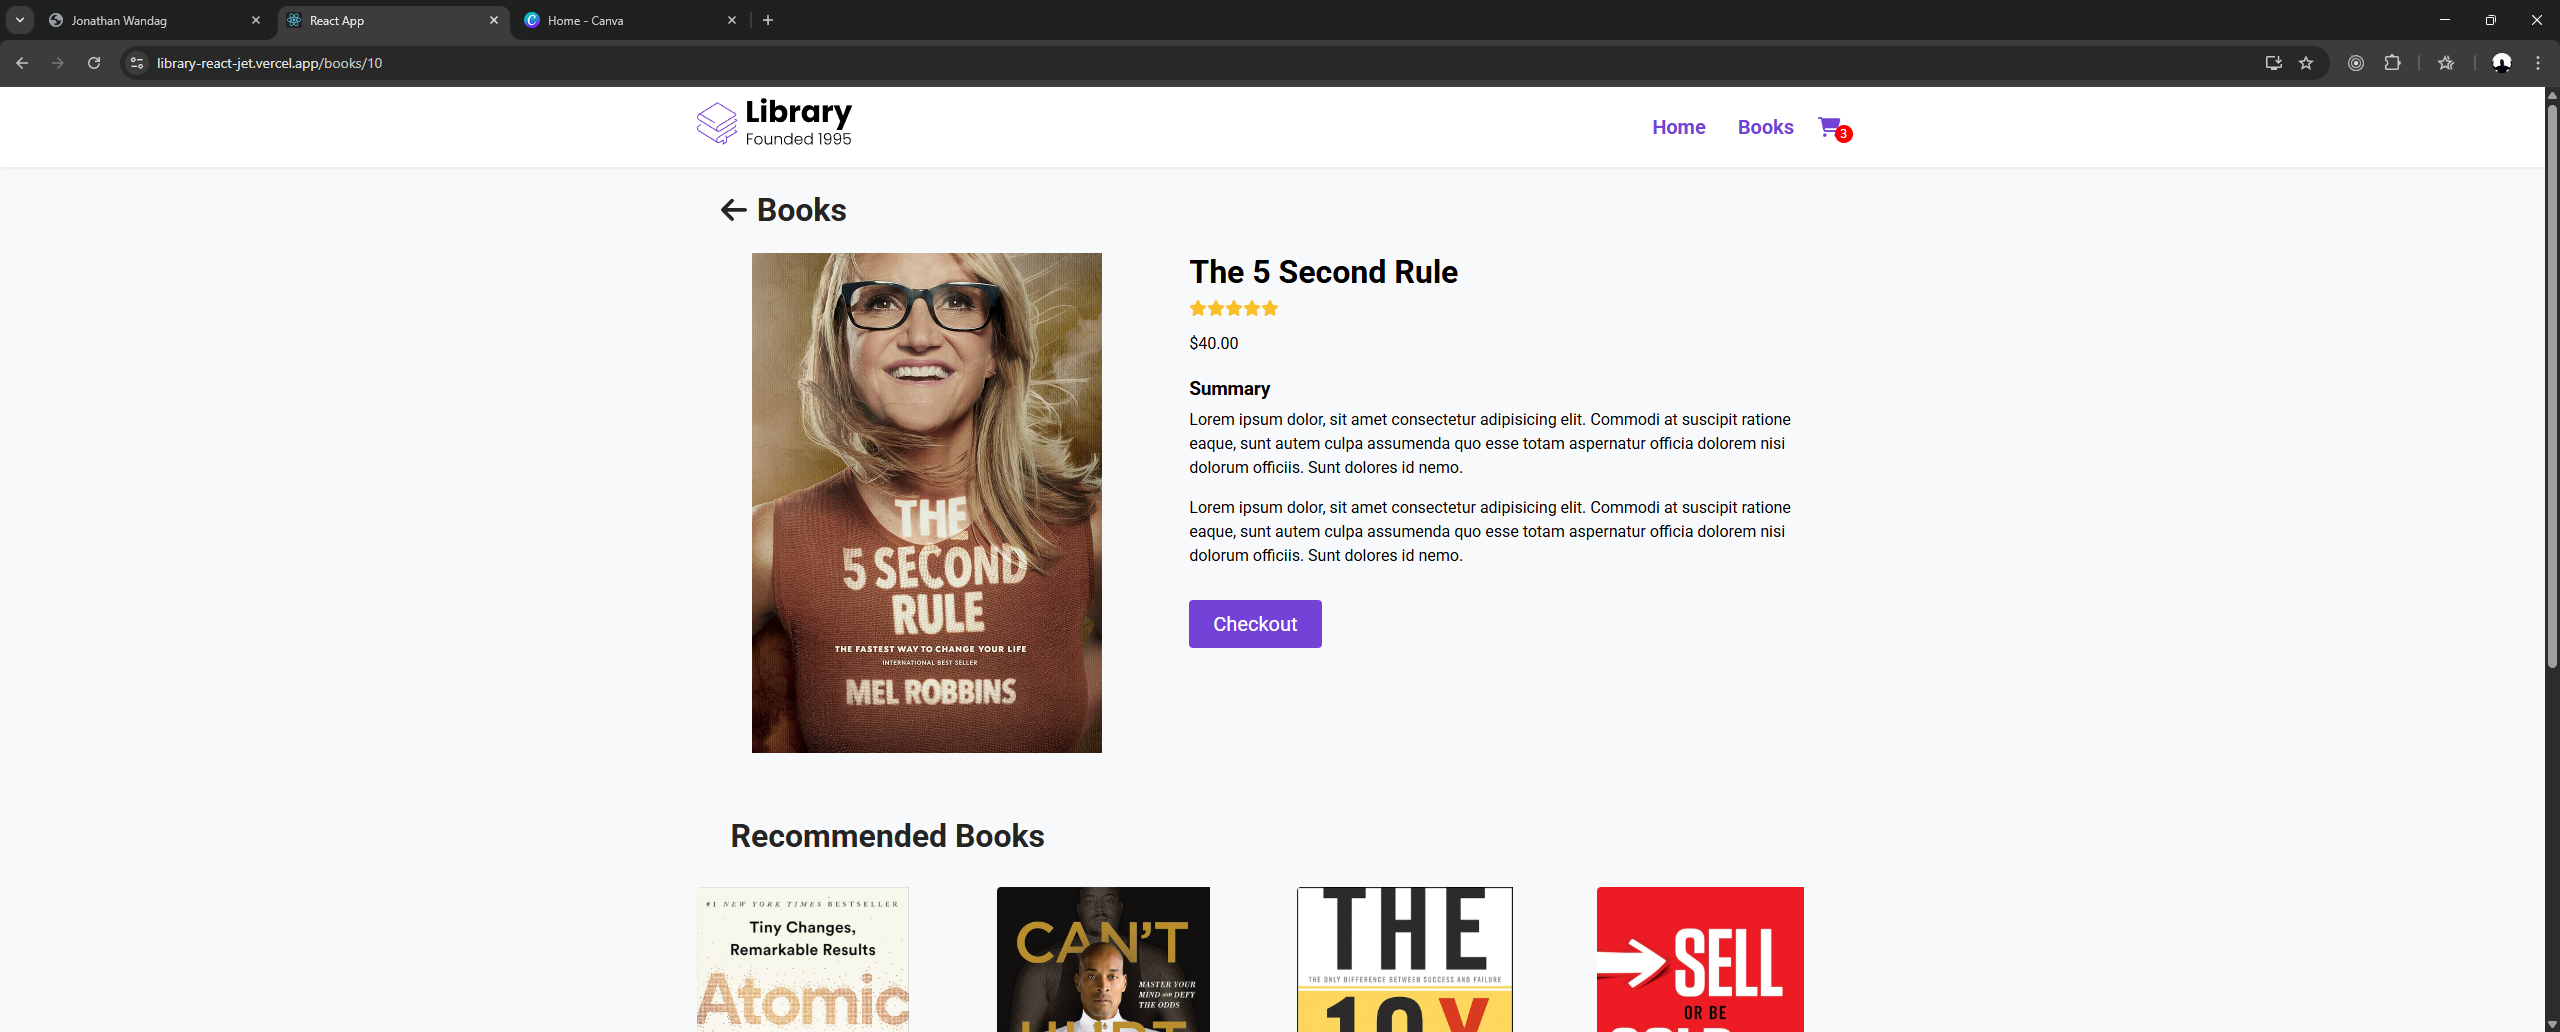 Jonathan Wandag
React App
Home - Canva
library-react-jet.vercel.app/books/10
Library
Founded 1995
Home
Books
3
Books
THE
5 SECOND
RULE
THE FASTEST WAY TO CHANGE YOUR LIFE
INTERNATIONAL BEST SELLER
MEL ROBBINS
The 5 Second Rule
$40.00
Summary
Lorem ipsum dolor, sit amet consectetur adipisicing elit. Commodi at suscipit ratione
eaque, sunt autem culpa assumenda quo esse totam aspernatur officia dolorem nisi
dolorum officiis. Sunt dolores id nemo.
Lorem ipsum dolor, sit amet consectetur adipisicing elit. Commodi at suscipit ratione
eaque, sunt autem culpa assumenda quo esse totam aspernatur officia dolorem nisi
dolorum officiis. Sunt dolores id nemo.
Checkout
Recommended Books
#1 NEW YORK TIMES BESTSELLER
Tiny Changes,
Remarkable Results
Atomic
CAN'T
MASTER YOUR
MIND AND DEFY
THE ODDS
HURT
THE
THE ONLY DIFFERENCE BETWEEN SUCCESS AND FAILURE
10X
SELL
OR BE
SOLD